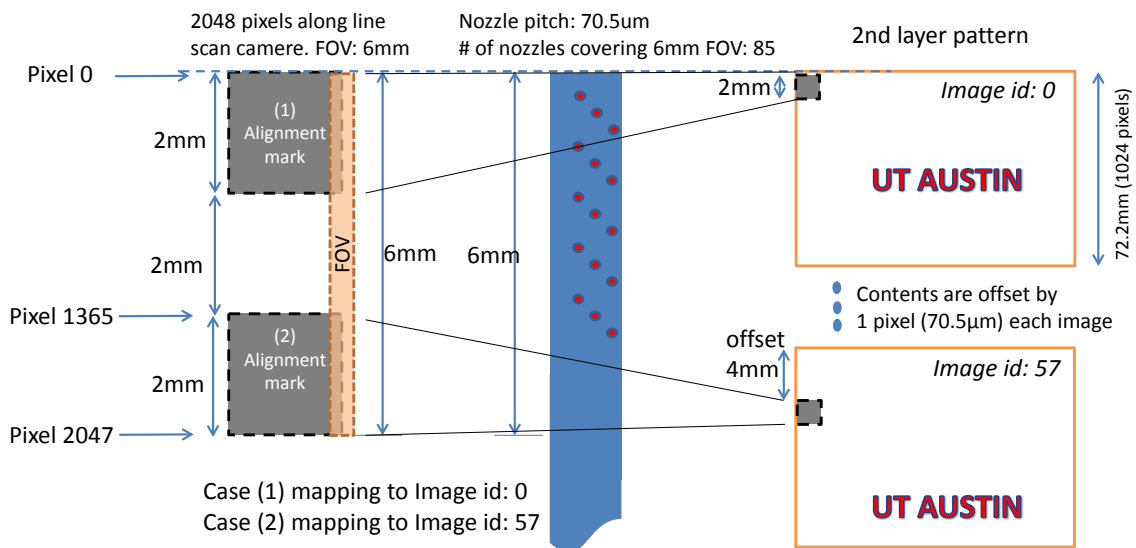 2048 pixels along line
scan camere. FOV: 6mm
Nozzle pitch: 70.5um
# of nozzles covering 6mm FOV: 85
2nd layer pattern
Pixel 0
2mm
(1)
Alignment
mark
2mm
Image id: 0
UT AUSTIN
72.2mm (1024 pixels)
2mm
FOV
6mm
6mm
Pixel 1365
Contents are offset by
1 pixel (70.5µm) each image
(2)
Alignment
mark
2mm
offset
4mm
Image id: 57
Pixel 2047
UT AUSTIN
Case (1) mapping to Image id: 0
Case (2) mapping to Image id: 57